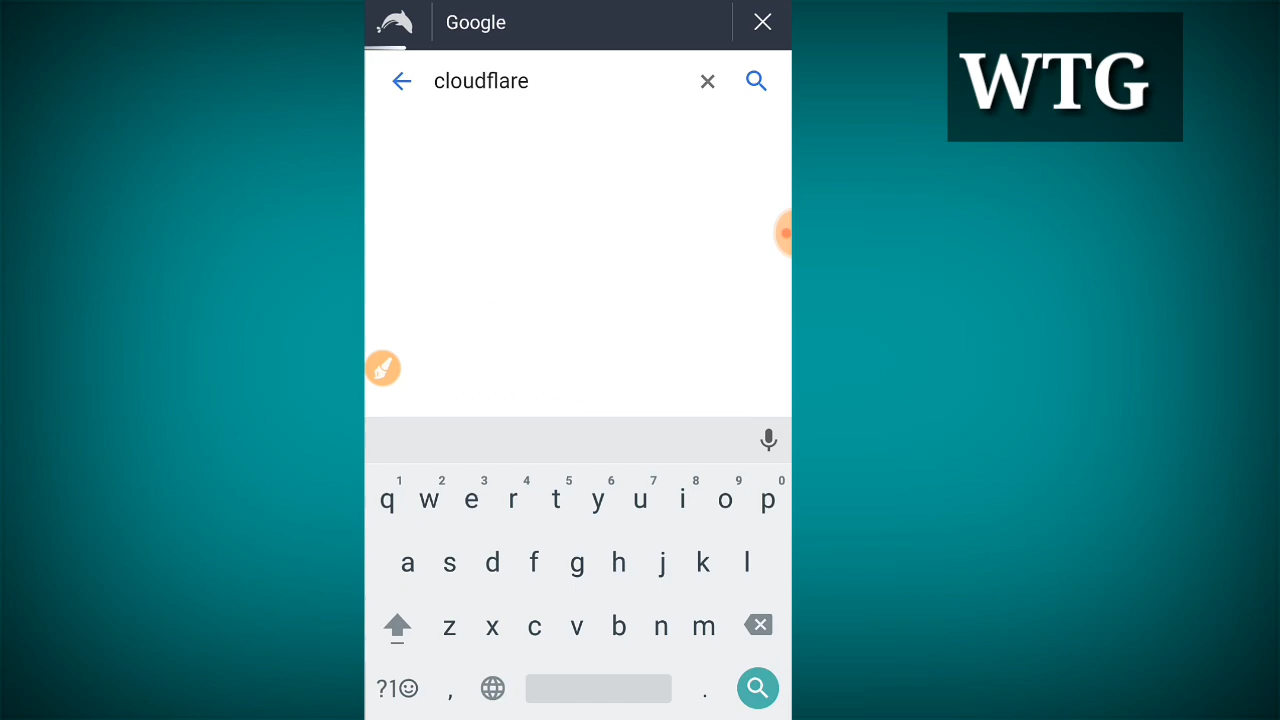 Google
WTG
cloudflare
1 2 3 4 5 6 7 8 9 0
q w e r t y u i o p
a s d f g h j k l
z x c v b n m
?1 , .